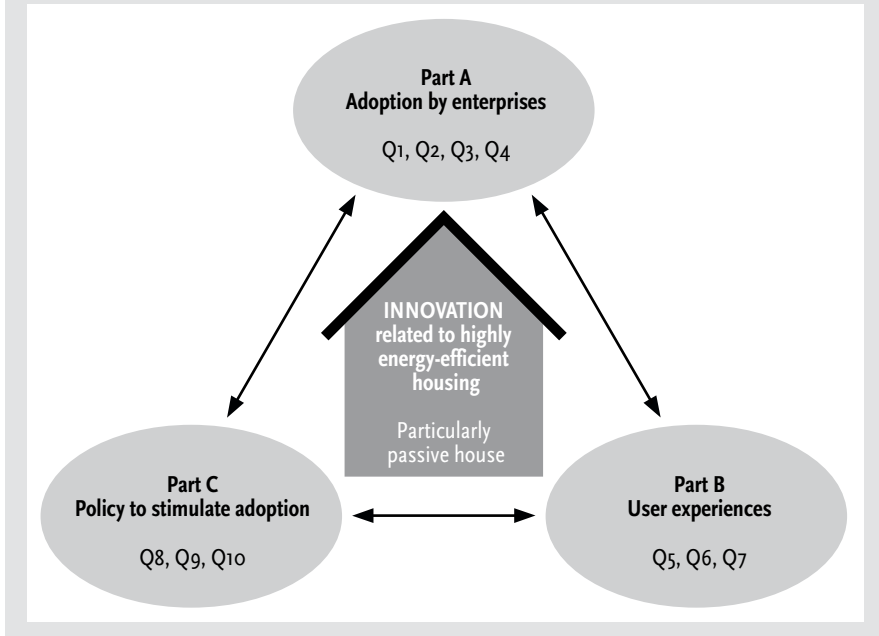 Part A
Adoption by enterprises
Q1, Q2, Q3, Q4
INNOVATION
related to highly
energy-efficient
housing
Particularly
passive house
Part C
Policy to stimulate adoption
Q8, Q9, Q10
Part B
User experiences
Q5, Q6, Q7